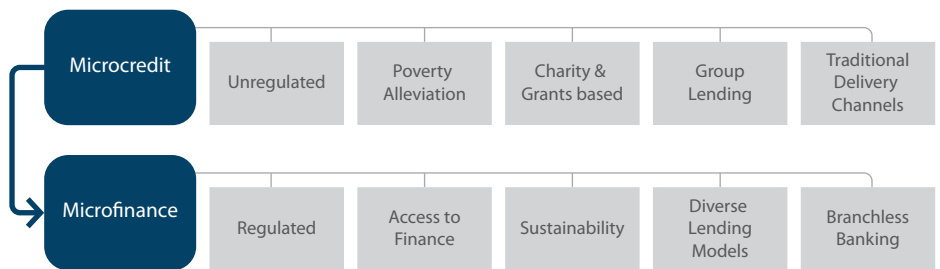 Microcredit
Unregulated
Poverty
Alleviation
Charity &
Grants based
Group
Lending
Traditional
Delivery
Channels
Microfinance
Regulated
Access to
Finance
Sustainability
Diverse
Lending
Models
Branchless
Banking